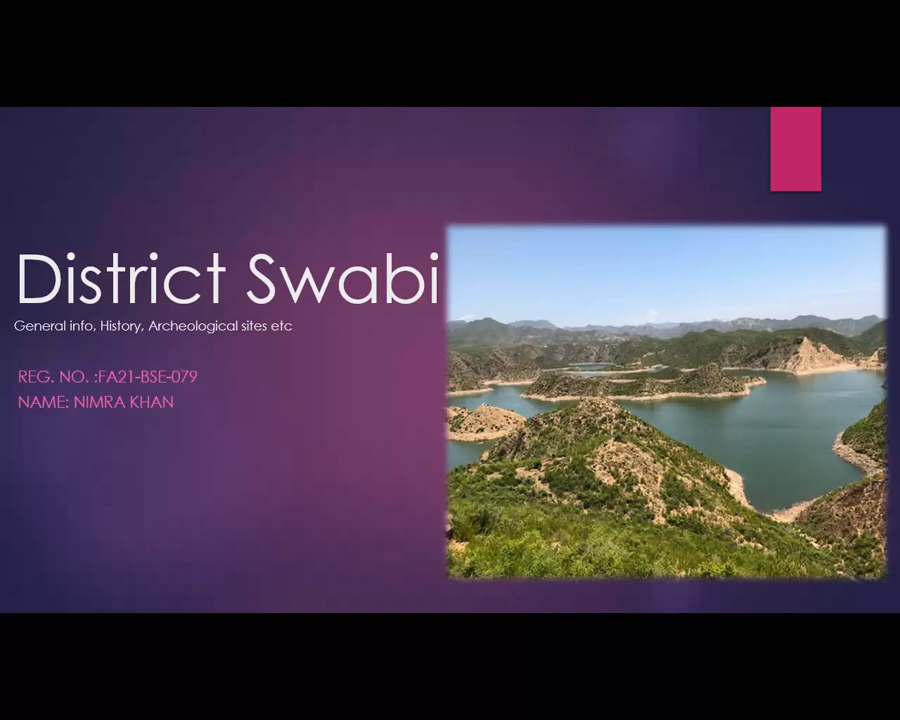 District Swabi
General info, History, Archeological sites etc
REG. NO. :FA21-BSE-079
NAME: NIMRA KHAN